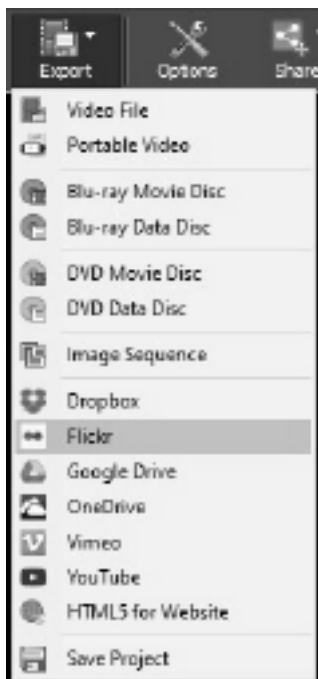 Export Options Share
Video File
Portable Video
Blu-ray Movie Disc
Blu-ray Data Disc
DVD Movie Disc
DVD Data Disc
Image Sequence
Dropbox
Flickr
Google Drive
OneDrive
Vimeo
YouTube
HTML5 for Website
Save Project